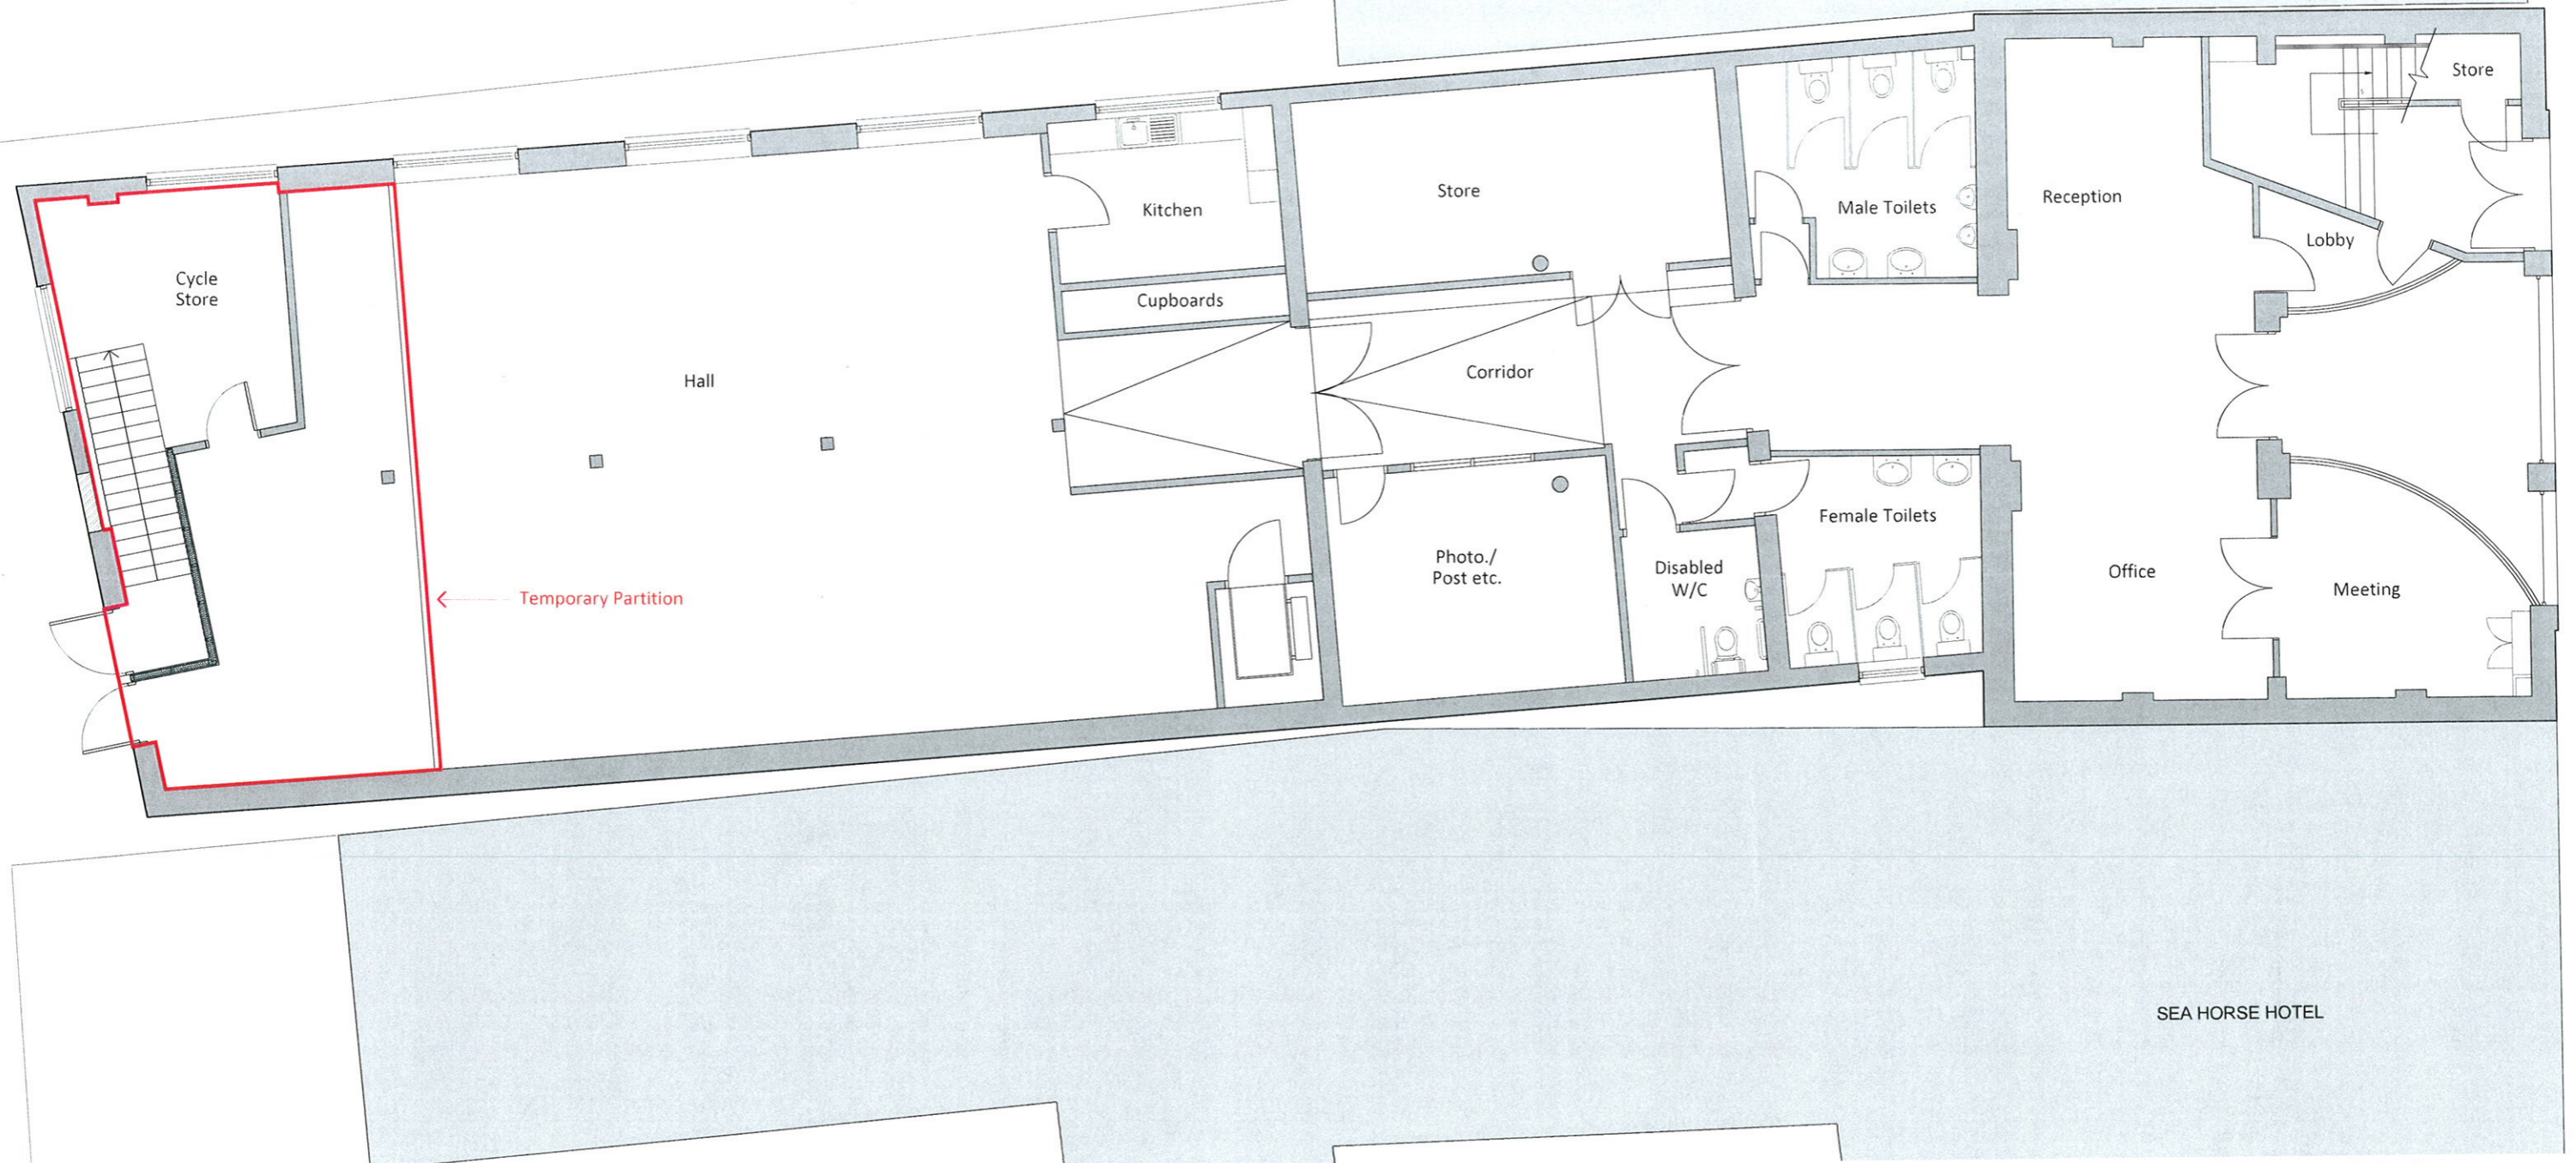 Store
Kitchen
Store
Male Toilets
Reception
Lobby
Cycle
Store
Cupboards
Hall
Corridor
Temporary Partition
Photo./
Post etc.
Disabled
W/C
Female Toilets
Office
Meeting
SEA HORSE HOTEL